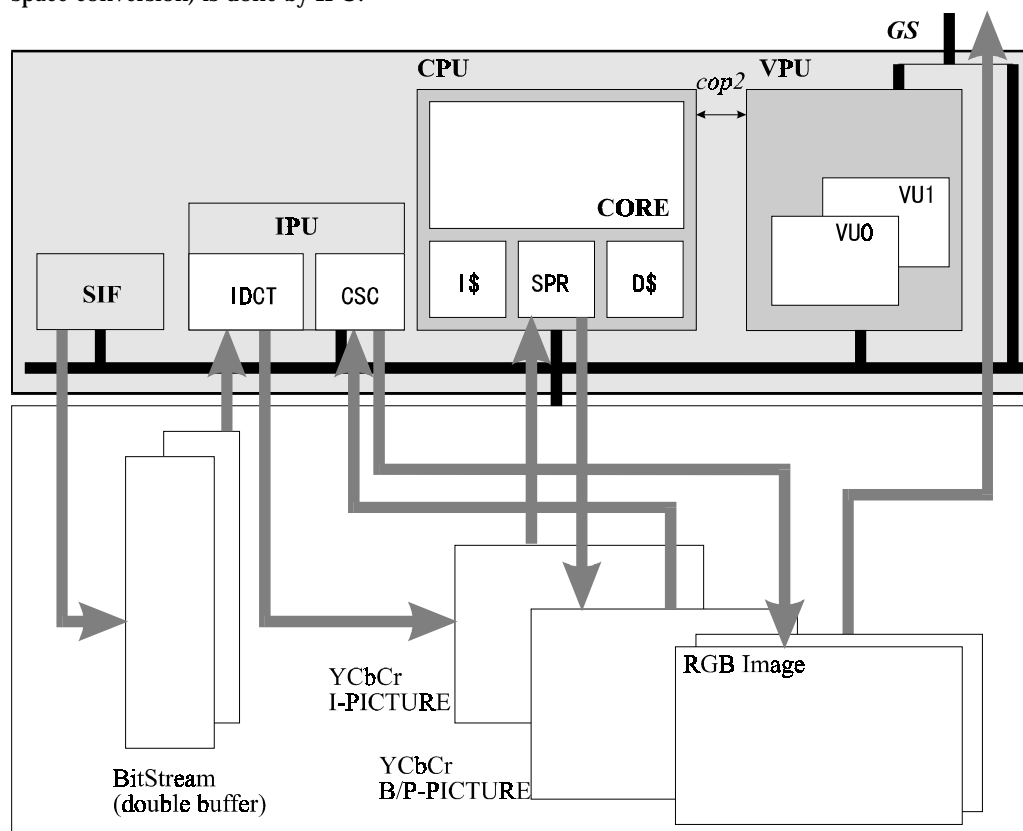 space conversion) is done by IPU.
GS
CPU
VPU
cop2
CORE
VU1
VU0
IPU
SIF
IDCT
CSC
I$
SPR
D$
RGB Image
YCbCr
I-PICTURE
YCbCr
B/P-PICTURE
BitStream
(double buffer)